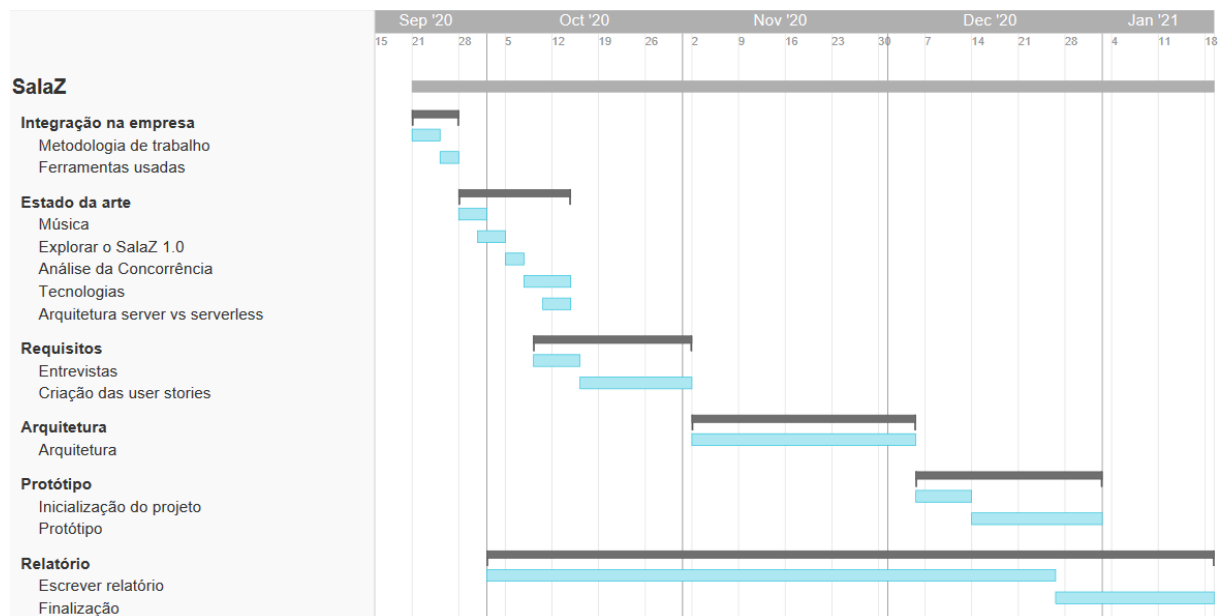 Sep '20 Oct '20 Nov '20 Dec '20 Jan '21
15 21 28 5 12 19 26 2 9 16 23 30 7 14 21 28 4 11 18
SalaZ
Integração na empresa
Metodologia de trabalho
Ferramentas usadas
Estado da arte
Música
Explorar o SalaZ 1.0
Análise da Concorrência
Tecnologias
Arquitetura server vs serverless
Requisitos
Entrevistas
Criação das user stories
Arquitetura
Arquitetura
Protótipo
Inicialização do projeto
Protótipo
Relatório
Escrever relatório
Finalização